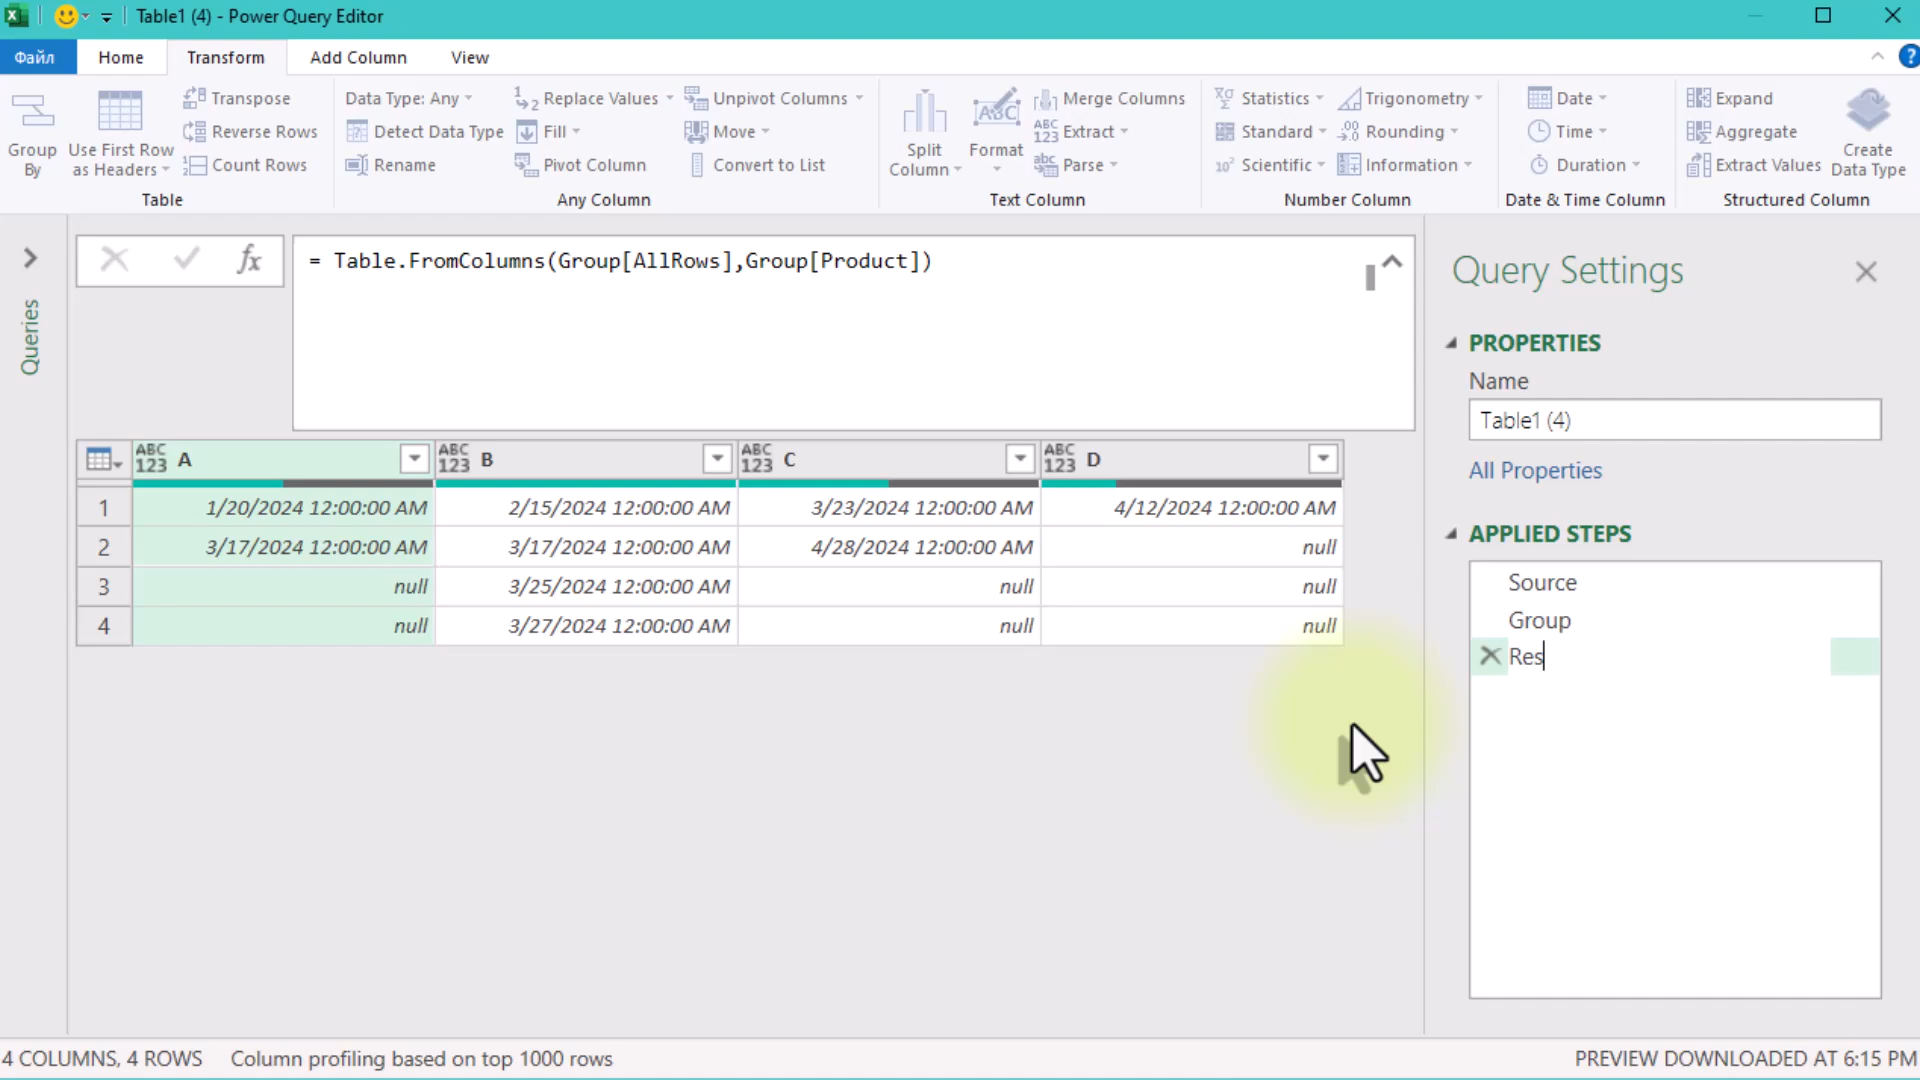 Table1 (4) - Power Query Editor
Файл Home Transform Add Column View
Group By
Use First Row as Headers
Transpose
Reverse Rows
Count Rows
Table
Data Type: Any
Detect Data Type
Rename
Replace Values
Fill
Pivot Column
Unpivot Columns
Move
Convert to List
Any Column
Split Column
Format
Merge Columns
Extract
Parse
Text Column
Statistics
Standard
Scientific
Trigonometry
Rounding
Information
Number Column
Date
Time
Duration
Date & Time Column
Expand
Aggregate
Extract Values
Create Data Type
Structured Column
Queries
fx
= Table.FromColumns(Group[AllRows],Group[Product])
ABC 123 A ABC 123 B ABC 123 C ABC 123 D
1 1/20/2024 12:00:00 AM 2/15/2024 12:00:00 AM 3/23/2024 12:00:00 AM 4/12/2024 12:00:00 AM
2 3/17/2024 12:00:00 AM 3/17/2024 12:00:00 AM 4/28/2024 12:00:00 AM null
3 null 3/25/2024 12:00:00 AM null null
4 null 3/27/2024 12:00:00 AM null null
Query Settings
PROPERTIES
Name
Table1 (4)
All Properties
APPLIED STEPS
Source
Group
Res
4 COLUMNS, 4 ROWS Column profiling based on top 1000 rows
PREVIEW DOWNLOADED AT 6:15 PM